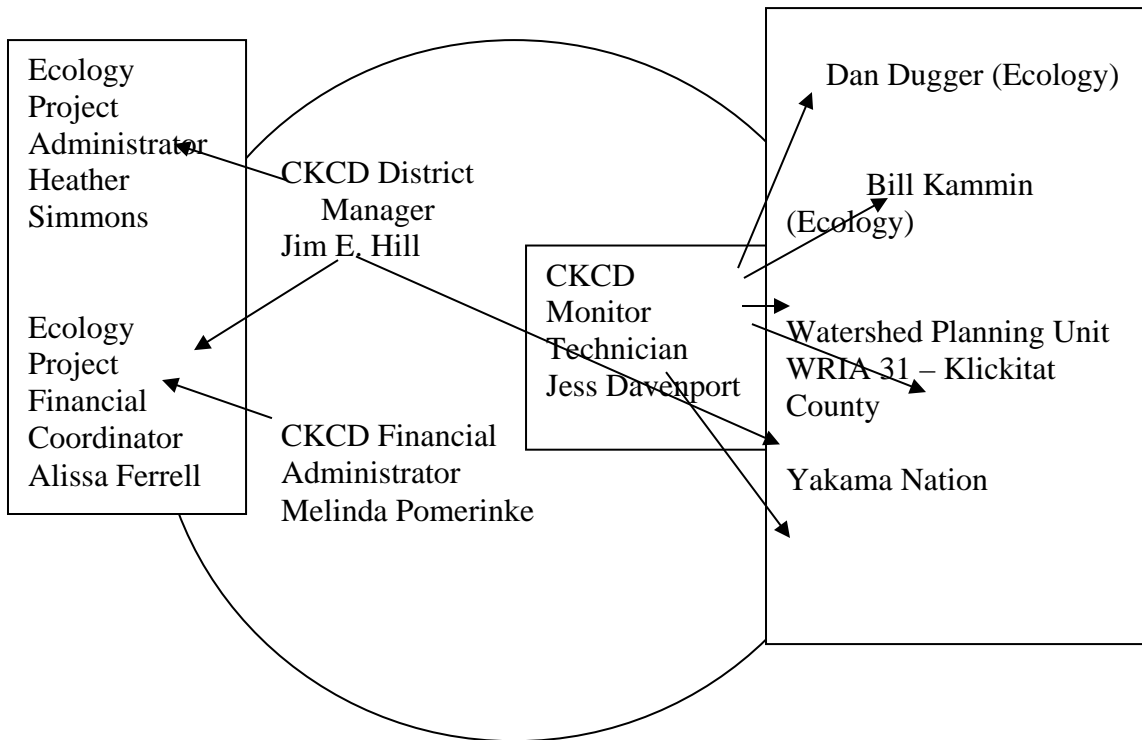 Ecology
Project
Administrator
Heather
Simmons
Ecology
Project
Financial
Coordinator
Alissa Ferrell
CKCD District
Manager
Jim E. Hill
CKCD Financial
Administrator
Melinda Pomerinke
CKCD
Monitor
Technician
Jess Davenport
Dan Dugger (Ecology)
Bill Kammin
(Ecology)
Watershed Planning Unit
WRIA 31 – Klickitat
County
Yakama Nation